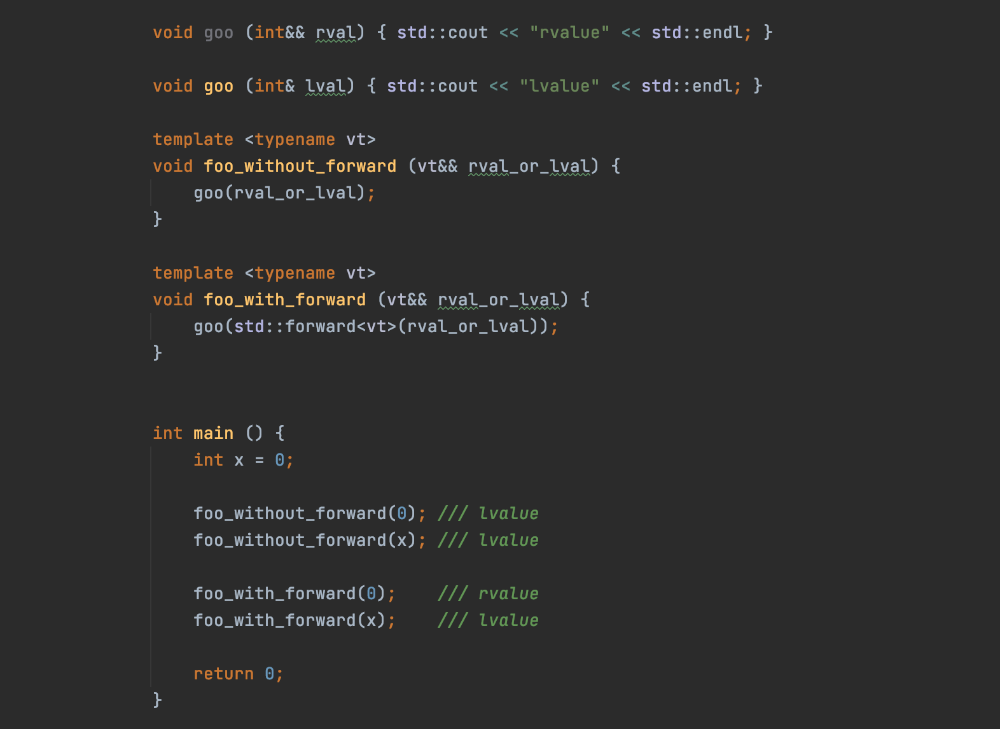 void goo (int&& rval) { std::cout << "rvalue" << std::endl; }
void goo (int& lval) { std::cout << "lvalue" << std::endl; }
template <typename vt>
void foo_without_forward (vt&& rval_or_lval) {
    goo(rval_or_lval);
}
template <typename vt>
void foo_with_forward (vt&& rval_or_lval) {
    goo(std::forward<vt>(rval_or_lval));
}
int main () {
    int x = 0;
    foo_without_forward(0); /// lvalue
    foo_without_forward(x); /// lvalue
    foo_with_forward(0);    /// rvalue
    foo_with_forward(x);    /// lvalue
    return 0;
}